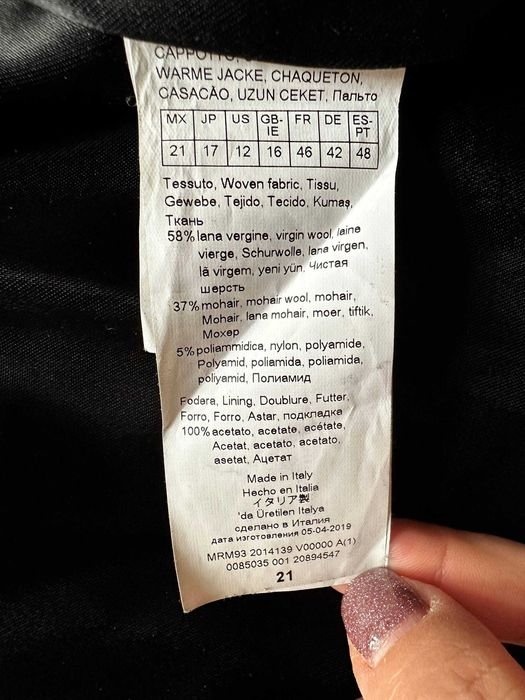 CAPPOTTO,
WARME JACKE, CHAQUETON,
CASACÃO, UZUN CEKET, Пальто
MX JP US GB-IE FR DE ES-PT
21 17 12 16 46 42 48
Tessuto, Woven fabric, Tissu,
Gewebe, Tejido, Tecido, Kumaş,
Ткань
58% lana vergine, virgin wool, laine
vierge, Schurwolle, lana virgen,
lã virgem, yeni yün, Чистая
шерсть
37% mohair, mohair wool, mohair,
Mohair, lana mohair, moer, tiftik,
Мохер
5% poliammidica, nylon, polyamide,
Polyamid, poliamida, poliamida,
poliyamid, Полиамид
Fodera, Lining, Doublure, Futter,
Forro, Forro, Astar, подкладка
100% acetato, acetate, acétate,
Acetat, acetato, acetato,
asetat, Ацетат
Made in Italy
Hecho en Italia
イタリア製
'da Üretilen Italya
сделано в Италия
дата изготовления 05-04-2019
MRM93 2014139 V00000 A(1)
0085035 001 20894547
21